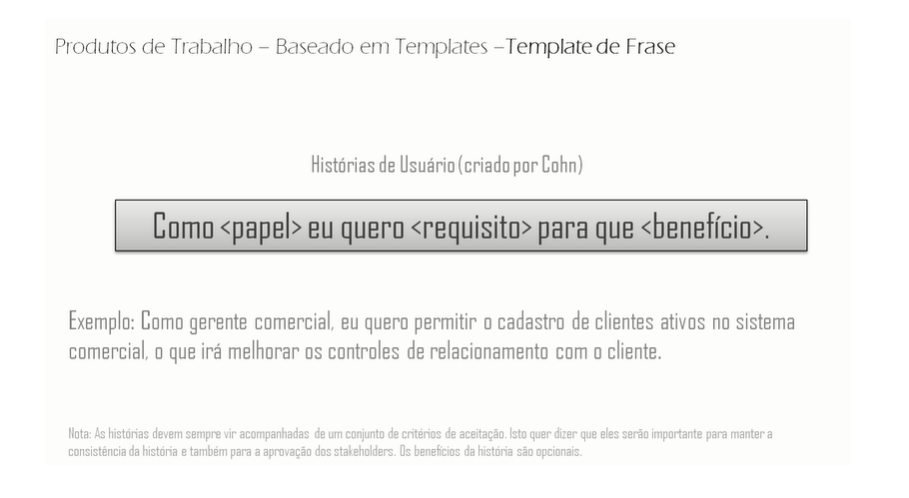 Produtos de Trabalho – Baseado em Templates –Template de Frase
Histórias de Usuário (criado por Cohn)
Como <papel> eu quero <requisito> para que <benefício>.
Exemplo: Como gerente comercial, eu quero permitir o cadastro de clientes ativos no sistema
comercial, o que irá melhorar os controles de relacionamento com o cliente.
Nota: As histórias devem sempre vir acompanhadas de um conjunto de critérios de aceitação. Isto quer dizer que eles serão importante para manter a
consistência da história e também para a aprovação dos stakeholders. Os benefícios da história são opcionais.